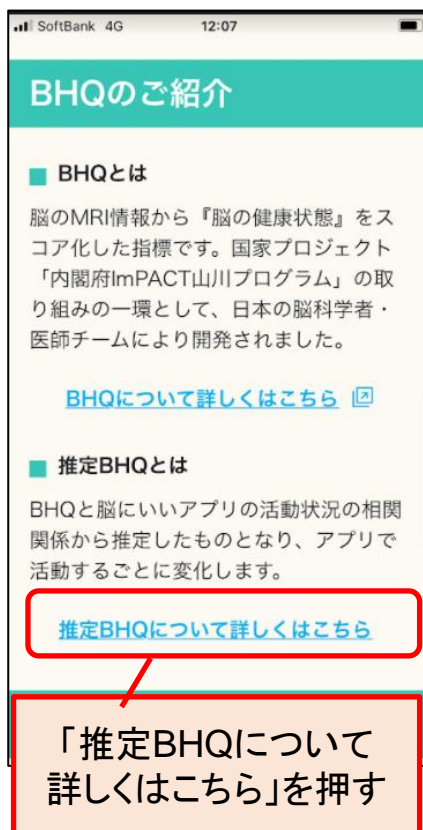 SoftBank 4G 12:07
BHQのご紹介
BHQとは
脳のMRI情報から『脳の健康状態』をス
コア化した指標です。国家プロジェクト
「内閣府ImPACT山川プログラム」の取
り組みの一環として、日本の脳科学者・
医師チームにより開発されました。
BHQについて詳しくはこちら
推定BHQとは
BHQと脳にいいアプリの活動状況の相関
関係から推定したものとなり、アプリで
活動するごとに変化します。
推定BHQについて詳しくはこちら
「推定BHQについて
詳しくはこちら」を押す